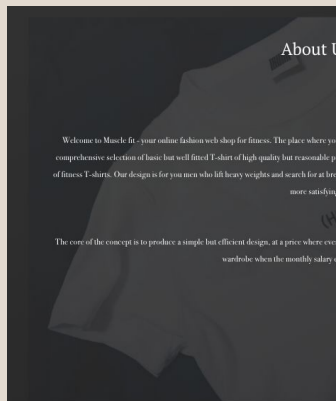 About U
Welcome to Muscle fit - your online fashion web shop for fitness. The place where yo
comprehensive selection of basic but well fitted T-shirt of high quality but reasonable p
of fitness T-shirts. Our design is for you men who lift heavy weights and search for at bre
more satisfying
The core of the concept is to produce a simple but efficient design, at a price where eve
wardrobe when the monthly salary
(H